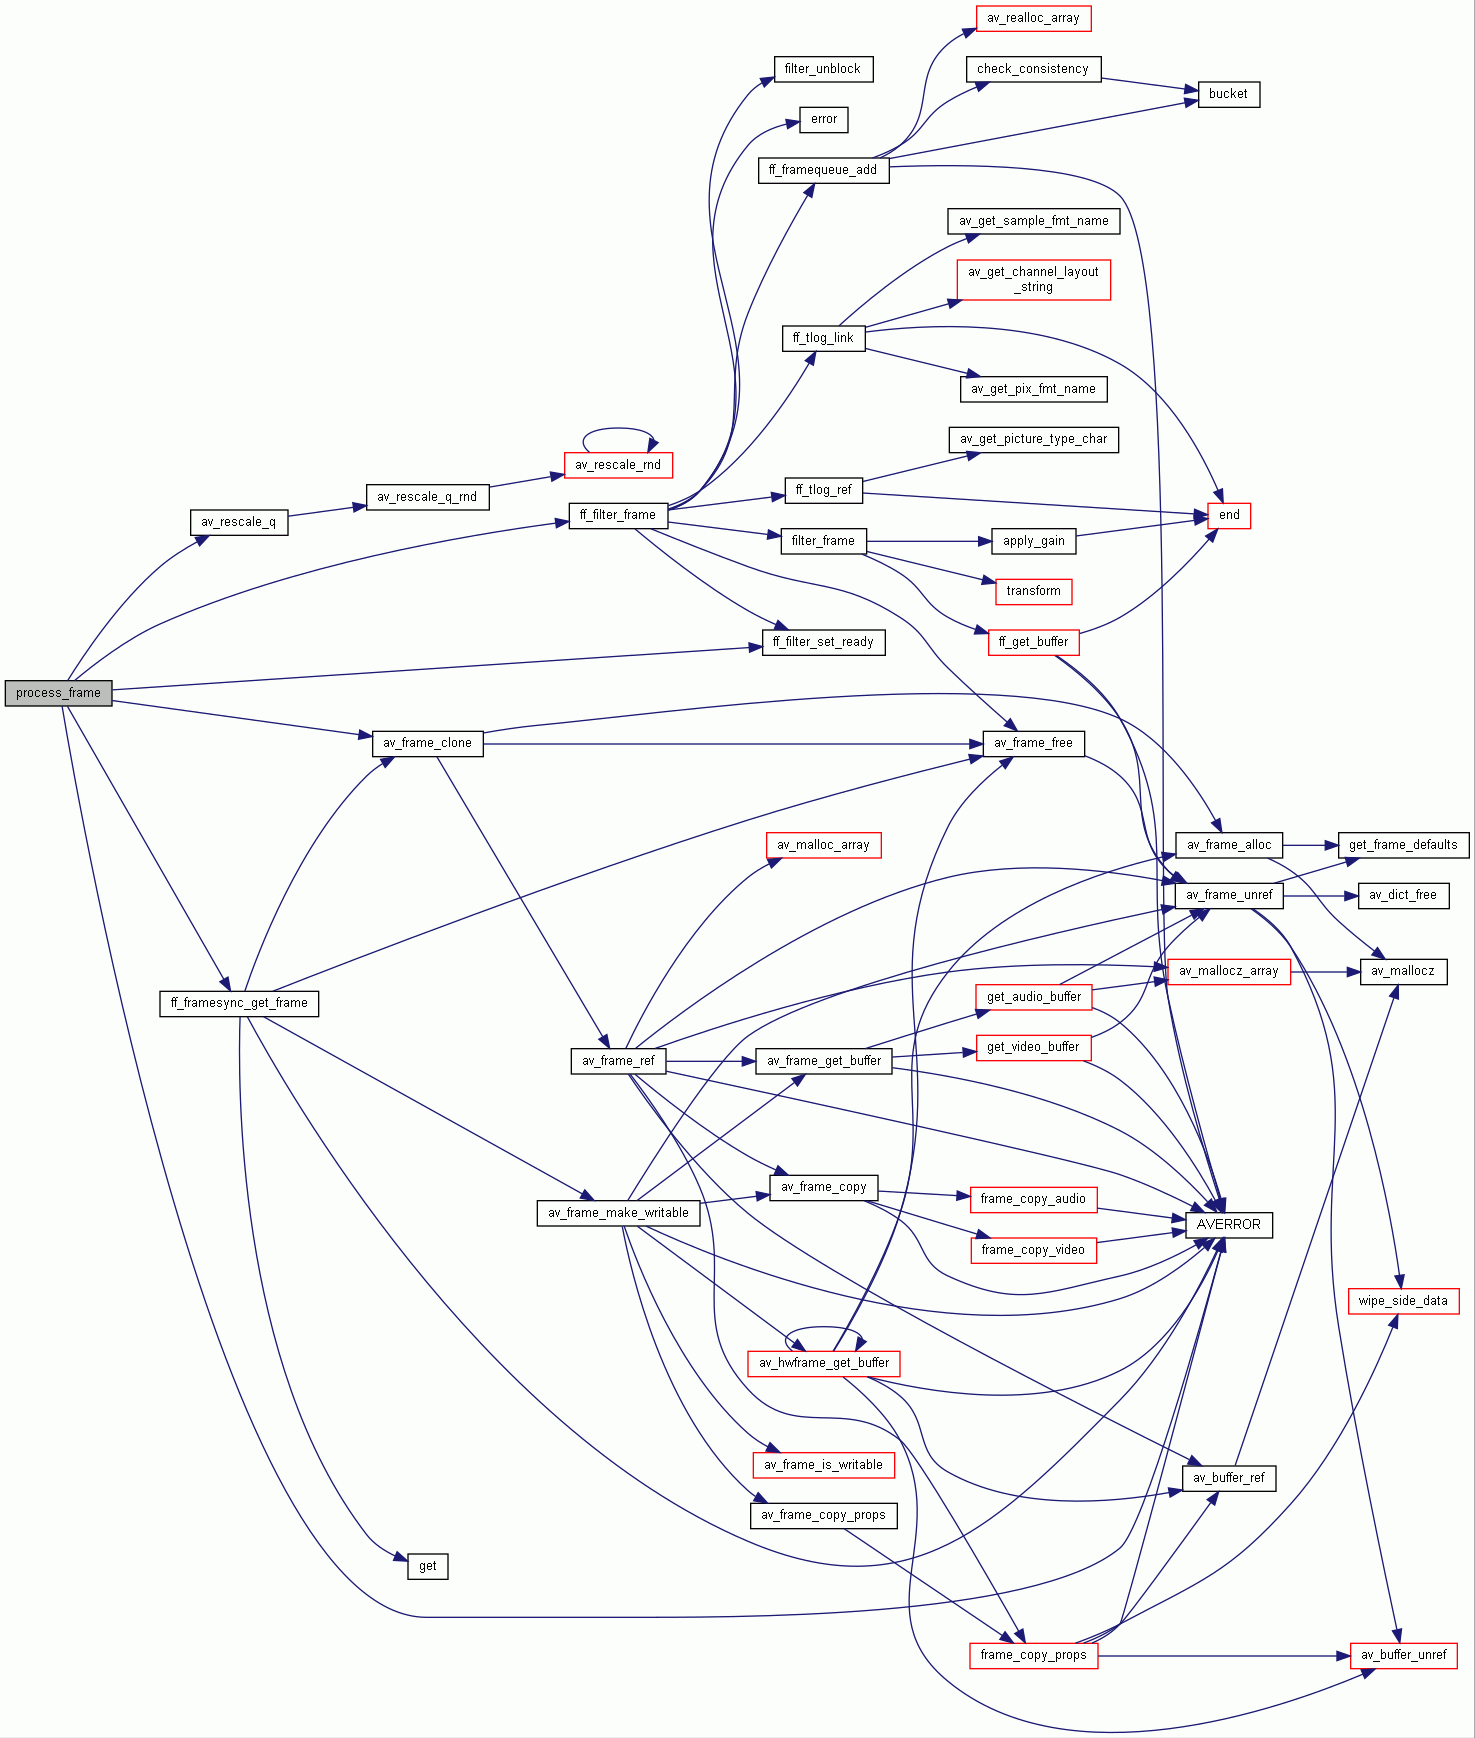 av_realloc_array
filter_unblock
check_consistency
bucket
error
ff_framequeue_add
av_get_sample_fmt_name
av_get_channel_layout
_string
ff_tlog_link
av_get_pix_fmt_name
av_get_picture_type_char
av_rescale_rnd
av_rescale_q_rnd
ff_tlog_ref
av_rescale_q
ff_filter_frame
end
filter_frame
apply_gain
transform
ff_filter_set_ready
ff_get_buffer
process_frame
av_frame_clone
av_frame_free
av_malloc_array
av_frame_alloc
get_frame_defaults
av_frame_unref
av_dict_free
av_mallocz_array
av_mallocz
ff_framesync_get_frame
get_audio_buffer
get_video_buffer
av_frame_ref
av_frame_get_buffer
av_frame_copy
frame_copy_audio
av_frame_make_writable
AVERROR
frame_copy_video
wipe_side_data
av_hwframe_get_buffer
av_frame_is_writable
av_buffer_ref
av_frame_copy_props
get
frame_copy_props
av_buffer_unref